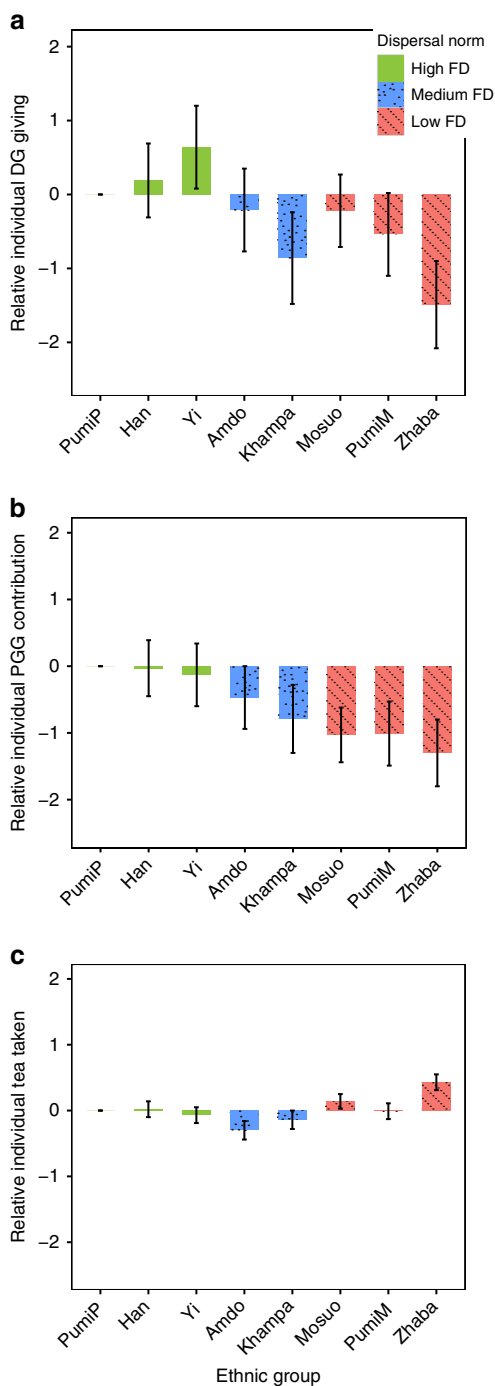 a
Dispersal norm
High FD
Medium FD
Low FD
Relative individual DG giving
2
1
0
−1
−2
PumiP
Han
Yi
Amdo
Khampa
Mosuo
PumiM
Zhaba
b
Relative individual PGG contribution
2
1
0
−1
−2
PumiP
Han
Yi
Amdo
Khampa
Mosuo
PumiM
Zhaba
c
Relative individual tea taken
2
1
0
−1
−2
PumiP
Han
Yi
Amdo
Khampa
Mosuo
PumiM
Zhaba
Ethnic group